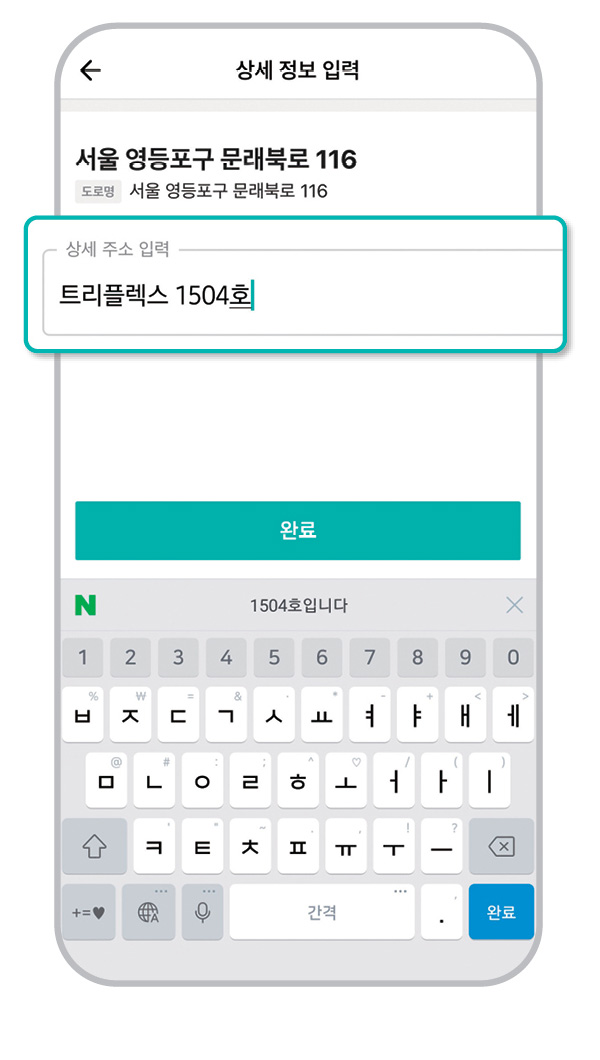 상세 정보 입력
서울 영등포구 문래북로 116
도로명 서울 영등포구 문래북로 116
상세 주소 입력
트리플렉스 1504호
완료
N 1504호입니다
1 2 3 4 5 6 7 8 9 0
% ₩ = & · * - + < >
ㅂ ㅈ ㄷ ㄱ ㅅ ㅛ ㅕ ㅑ ㅐ ㅔ
@ # : ; ^ ♡ / ( )
ㅁ ㄴ ㅇ ㄹ ㅎ ㅗ ㅓ ㅏ ㅣ
' " ~ . , ! ?
ㅋ ㅌ ㅊ ㅍ ㅠ ㅜ ㅡ
+=♥ A 간격 . , 완료